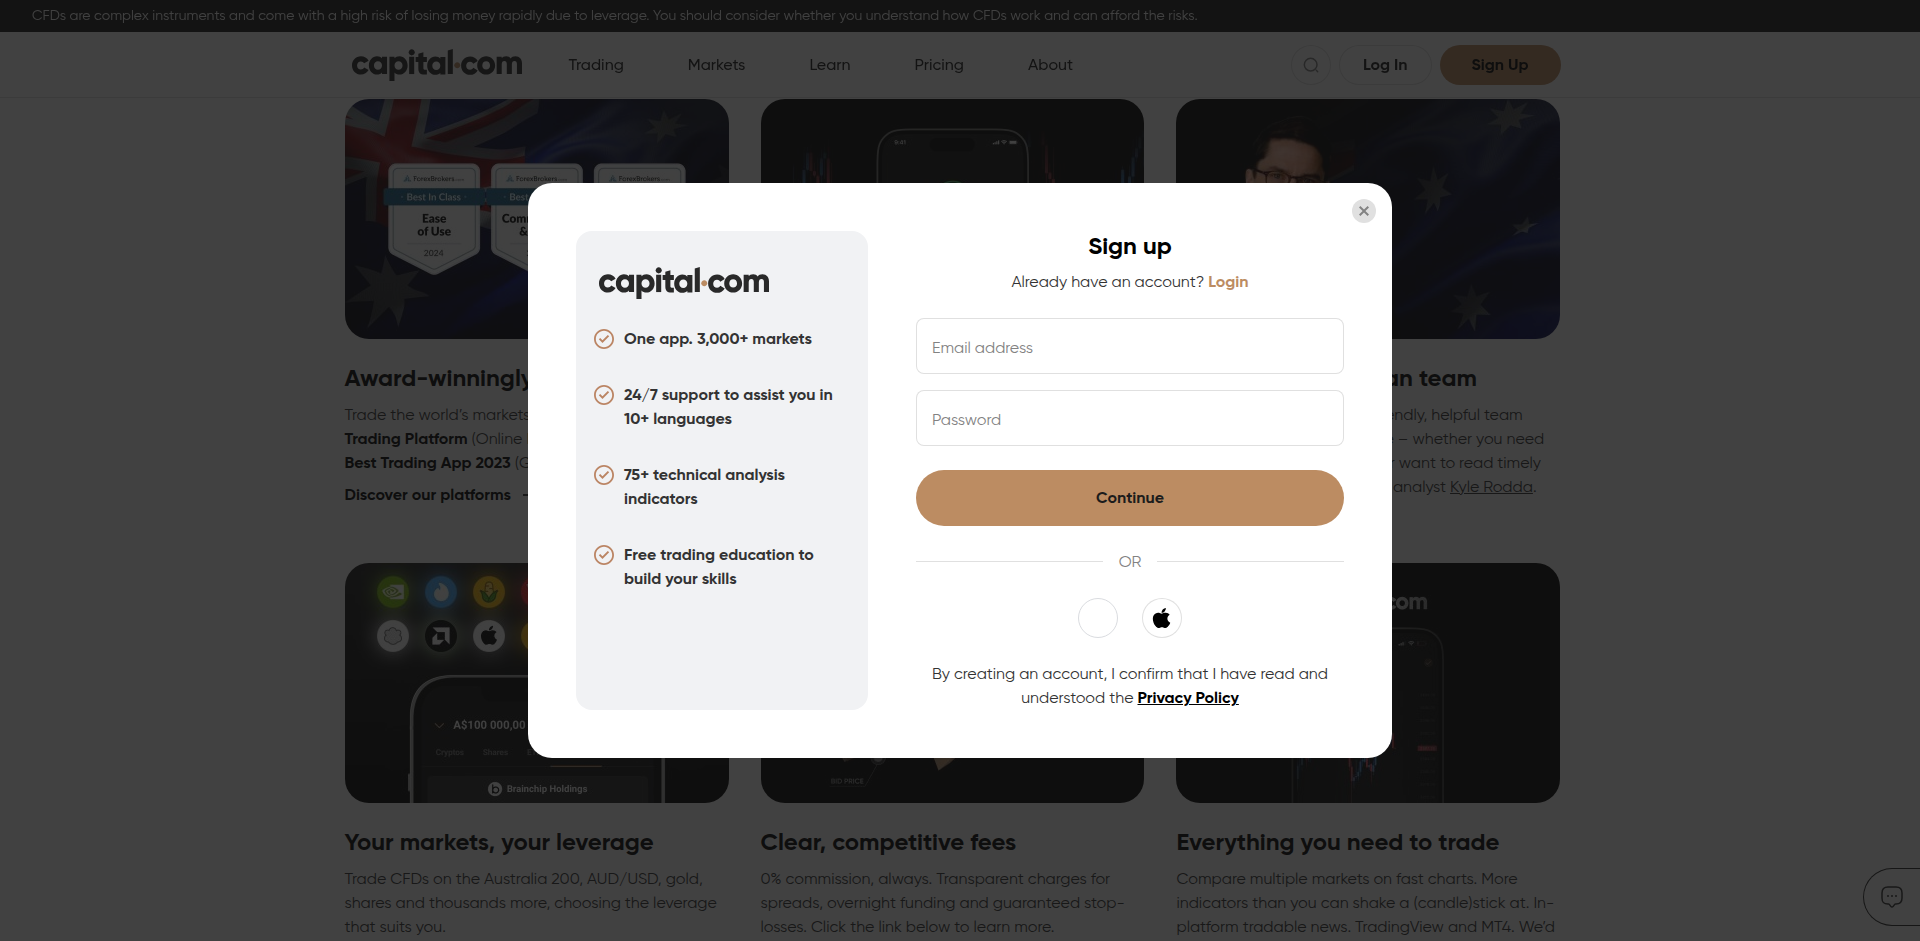 CFDs are complex instruments and come with a high risk of losing money rapidly due to leverage. You should consider whether you understand how CFDs work and can afford the risks.
capital.com
Trading
Markets
Learn
Pricing
About
Log In
Sign Up
ForexBrokers.com
ForexBrokers.com
ForexBrokers.com
Best In Class
Best
Ease
of Use
2024
9:41
Sign up
Already have an account? Login
capital.com
One app. 3,000+ markets
24/7 support to assist you in
10+ languages
75+ technical analysis
indicators
Free trading education to
build your skills
Email address
Password
Continue
OR
By creating an account, I confirm that I have read and
understood the Privacy Policy
Award-winningly
Trade the world's markets
Trading Platform (Online
Best Trading App 2023
Discover our platforms
an team
endly, helpful team
– whether you need
want to read timely
analyst Kyle Rodda.
A$100 000,00
Cryptos
Shares
Brainchip Holdings
BID PRICE
com
Your markets, your leverage
Trade CFDs on the Australia 200, AUD/USD, gold,
shares and thousands more, choosing the leverage
that suits you.
Clear, competitive fees
0% commission, always. Transparent charges for
spreads, overnight funding and guaranteed stop-
losses. Click the link below to learn more.
Everything you need to trade
Compare multiple markets on fast charts. More
indicators than you can shake a (candle)stick at. In-
platform tradable news. TradingView and MT4. We'd